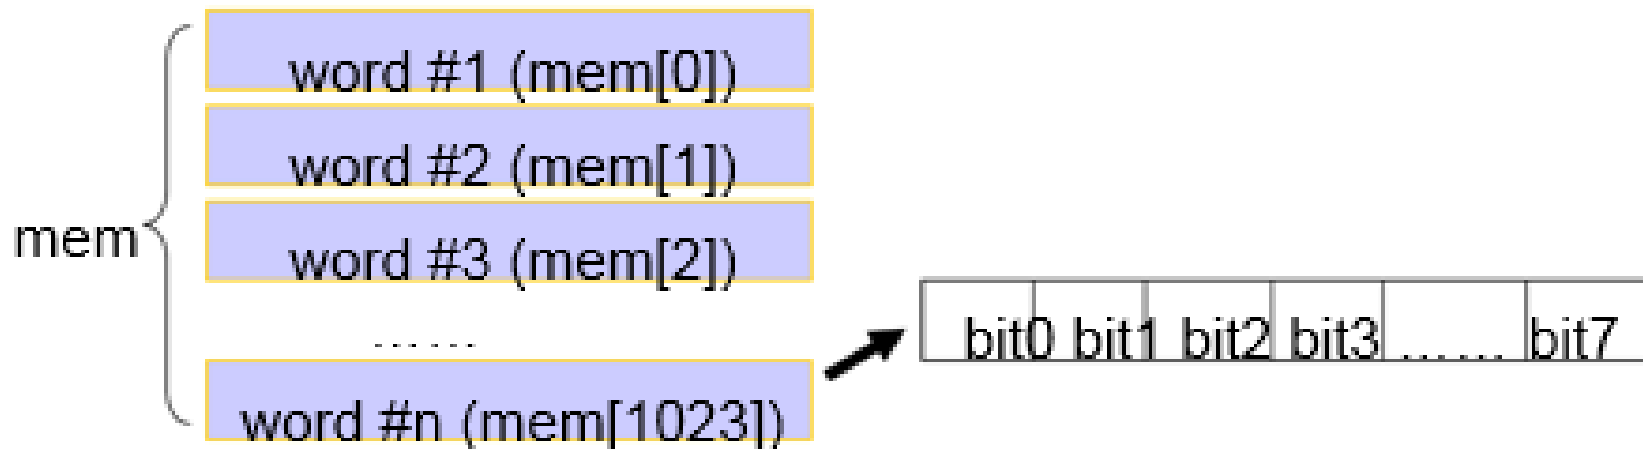 word #1 (mem[0])
word #2 (mem[1])
mem
word #3 (mem[2])
......
bit0 bit1 bit2 bit3 ...... bit7
word #n (mem[1023])